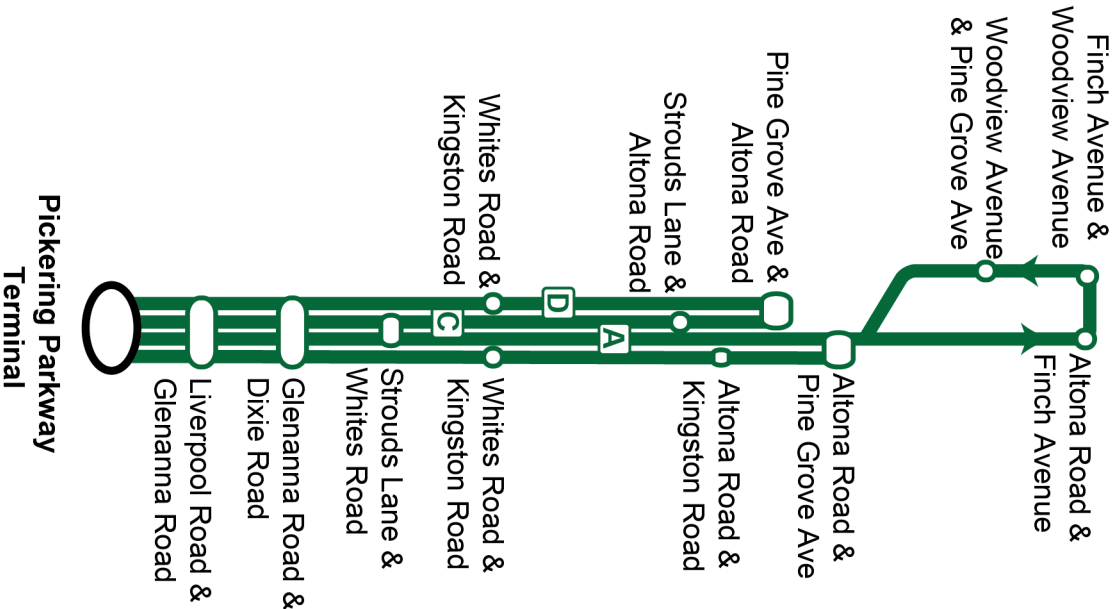 Finch Avenue &
Woodview Avenue
Woodview Avenue
& Pine Grove Ave
Pine Grove Ave &
Altona Road
Strouds Lane &
Altona Road
Whites Road &
Kingston Road
D
C
A
Altona Road &
Finch Avenue
Altona Road &
Pine Grove Ave
Altona Road &
Kingston Road
Whites Road &
Kingston Road
Strouds Lane &
Whites Road
Glenanna Road &
Dixie Road
Liverpool Road &
Glenanna Road
Pickering Parkway
Terminal